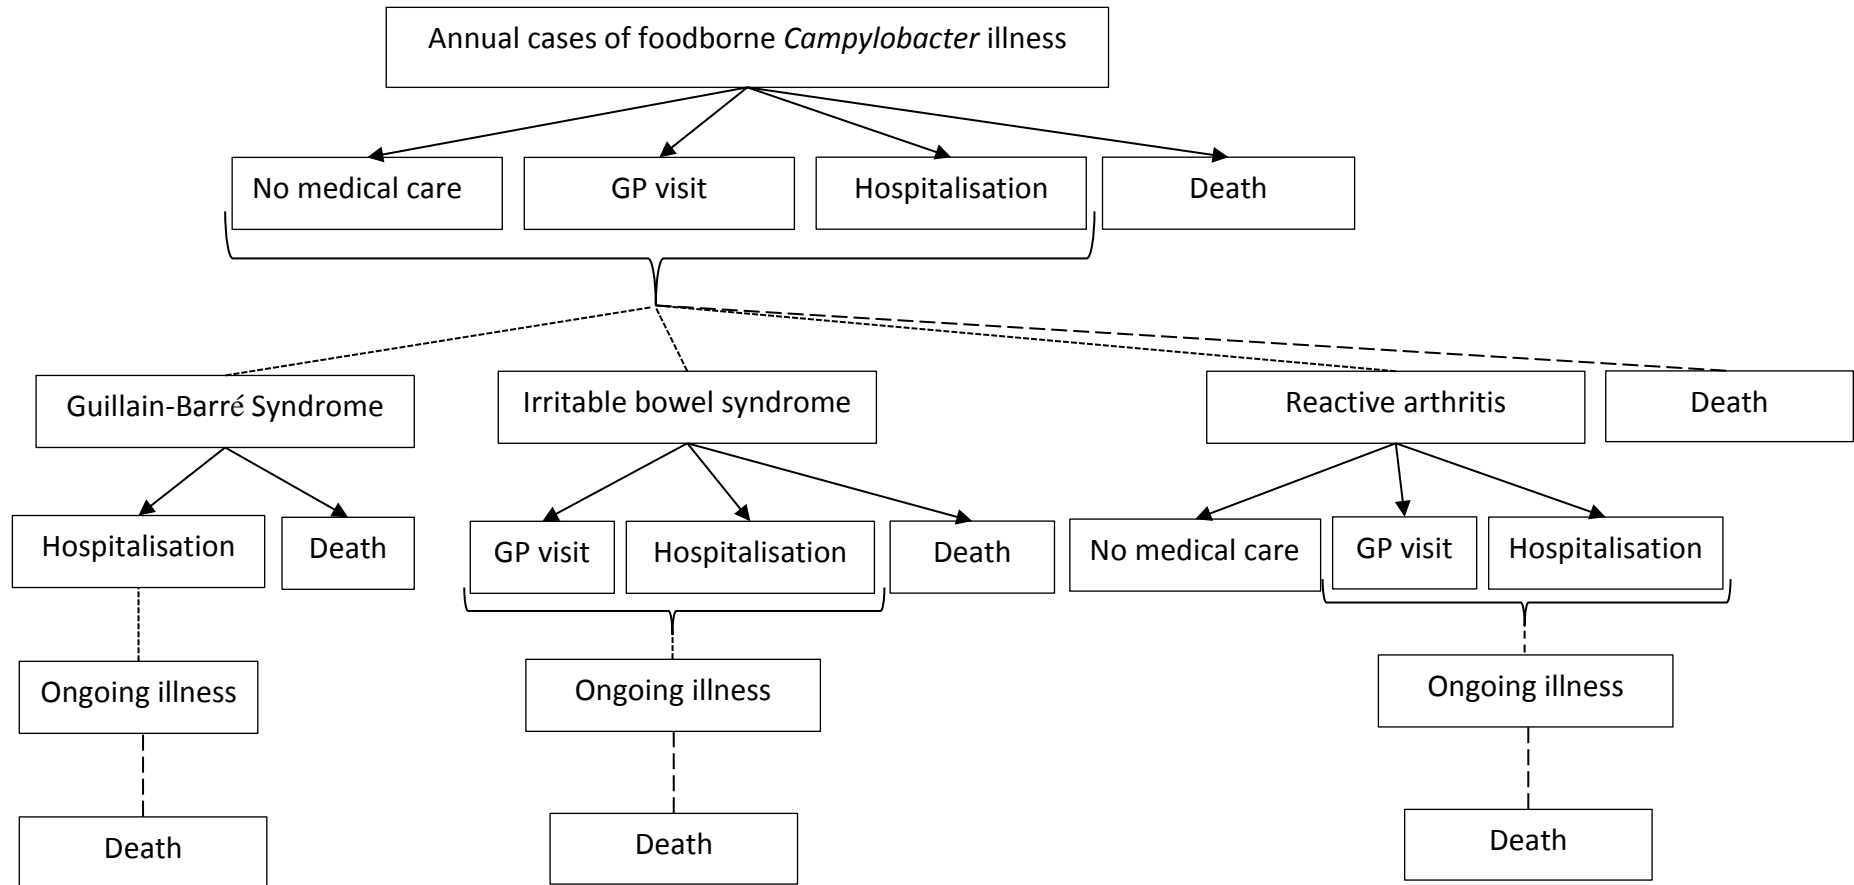 Annual cases of foodborne Campylobacter illness
No medical care
GP visit
Hospitalisation
Death
Guillain-Barré Syndrome
Irritable bowel syndrome
Reactive arthritis
Death
Hospitalisation
Death
GP visit
Hospitalisation
Death
No medical care
GP visit
Hospitalisation
Ongoing illness
Ongoing illness
Ongoing illness
Death
Death
Death